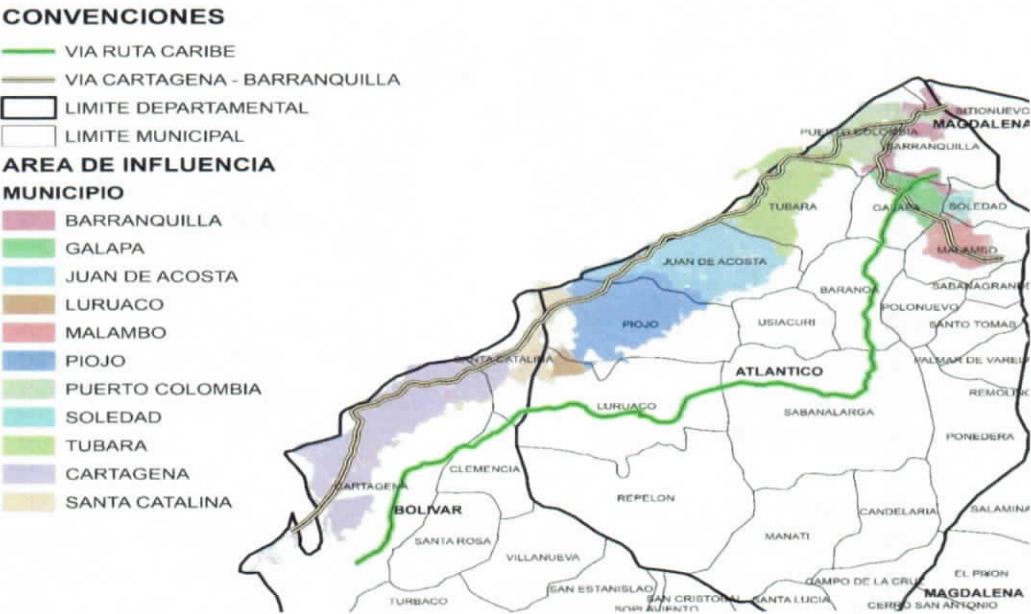 CONVENCIONES
VIA RUTA CARIBE
VIA CARTAGENA - BARRANQUILLA
LIMITE DEPARTAMENTAL
LIMITE MUNICIPAL
AREA DE INFLUENCIA
MUNICIPIO
BARRANQUILLA
GALAPA
JUAN DE ACOSTA
LURUACO
MALAMBO
PIOJO
PUERTO COLOMBIA
SOLEDAD
TUBARA
CARTAGENA
SANTA CATALINA
SITIONUEVO
MAGDALENA
PUERTO COLOMBIA
BARRANQUILLA
TUBARA
GALAPA
SOLEDAD
MALAMBO
JUAN DE ACOSTA
BARANOA
SABANAGRANDE
POLONUEVO
PIOJO
USIACURI
SANTO TOMAS
SANTA CATALINA
PALMAR DE VARELA
ATLANTICO
REMOLINO
LURUACO
SABANALARGA
PONEDERA
CLEMENCIA
CARTAGENA
REPELON
BOLIVAR
CANDELARIA
SALAMINA
SANTA ROSA
MANATI
VILLANUEVA
EL PIÑON
CAMPO DE LA CRUZ
SAN ESTANISLAO
MAGDALENA
TURBACO
SAN CRISTOBAL
SANTA LUCIA
CERRO SAN ANTONIO
SOPLAVIENTO